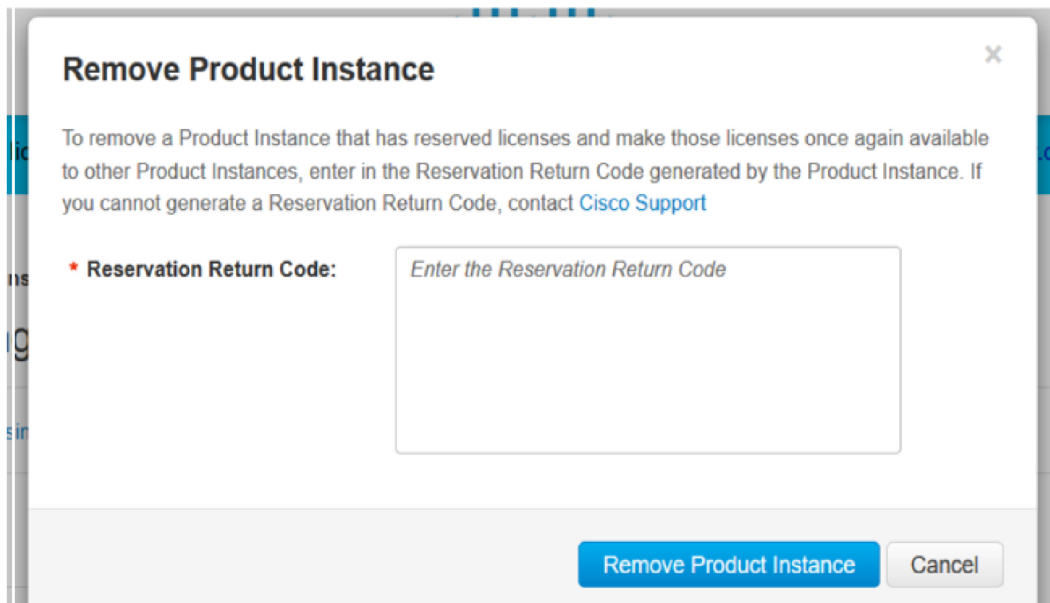 Remove Product Instance
×
To remove a Product Instance that has reserved licenses and make those licenses once again available
to other Product Instances, enter in the Reservation Return Code generated by the Product Instance. If
you cannot generate a Reservation Return Code, contact Cisco Support
* Reservation Return Code:
Enter the Reservation Return Code
Remove Product Instance
Cancel